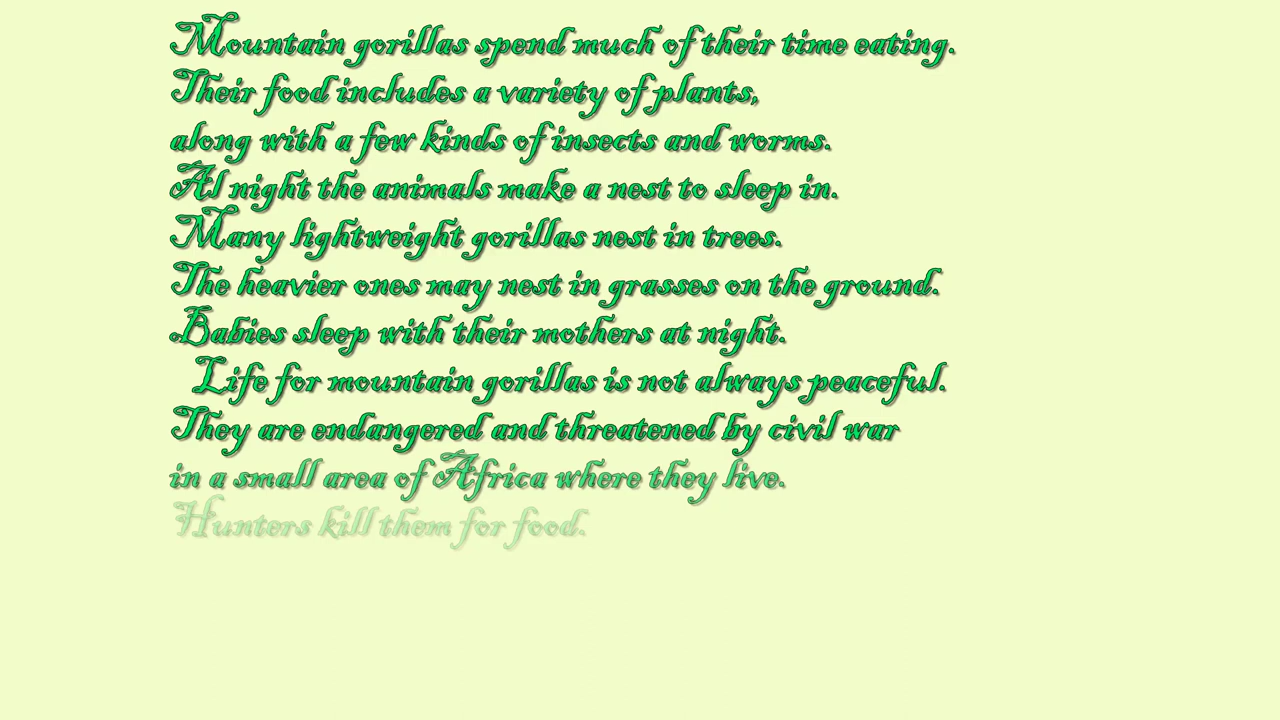 Mountain gorillas spend much of their time eating.
Their food includes a variety of plants,
along with a few kinds of insects and worms.
Al night the animals make a nest to sleep in.
Many lightweight gorillas nest in trees.
The heavier ones may nest in grasses on the ground.
Babies sleep with their mothers at night.
Life for mountain gorillas is not always peaceful.
They are endangered and threatened by civil war
in a small area of Africa where they live.
Hunters kill them for food.